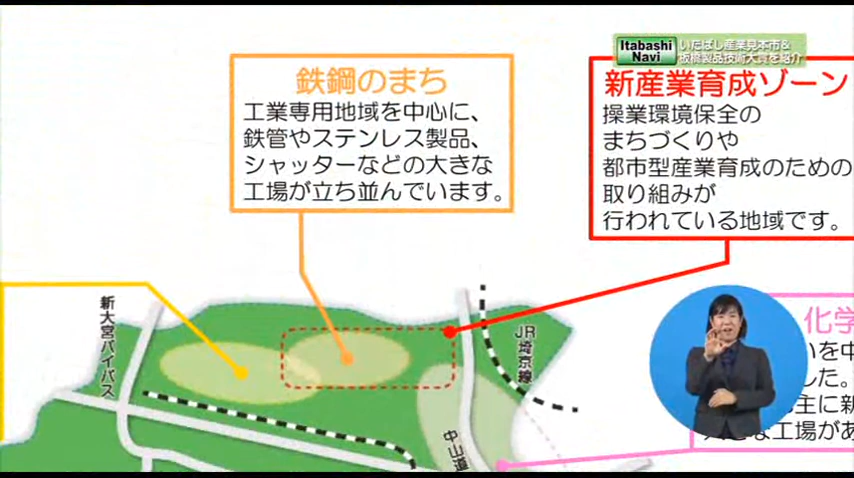 Itabashi
Navi
いたばし産業見本市&
板橋製品技術大賞を紹介
鉄鋼のまち
工業専用地域を中心に、
鉄管やステンレス製品、
シャッターなどの大きな
工場が立ち並んでいます。
新産業育成ゾーン
操業環境保全の
まちづくりや
都市型産業育成のための
取り組みが
行われている地域です。
新大宮バイパス
JR埼京線
中山道
化学
いを中
した。
主に新
な工場があ